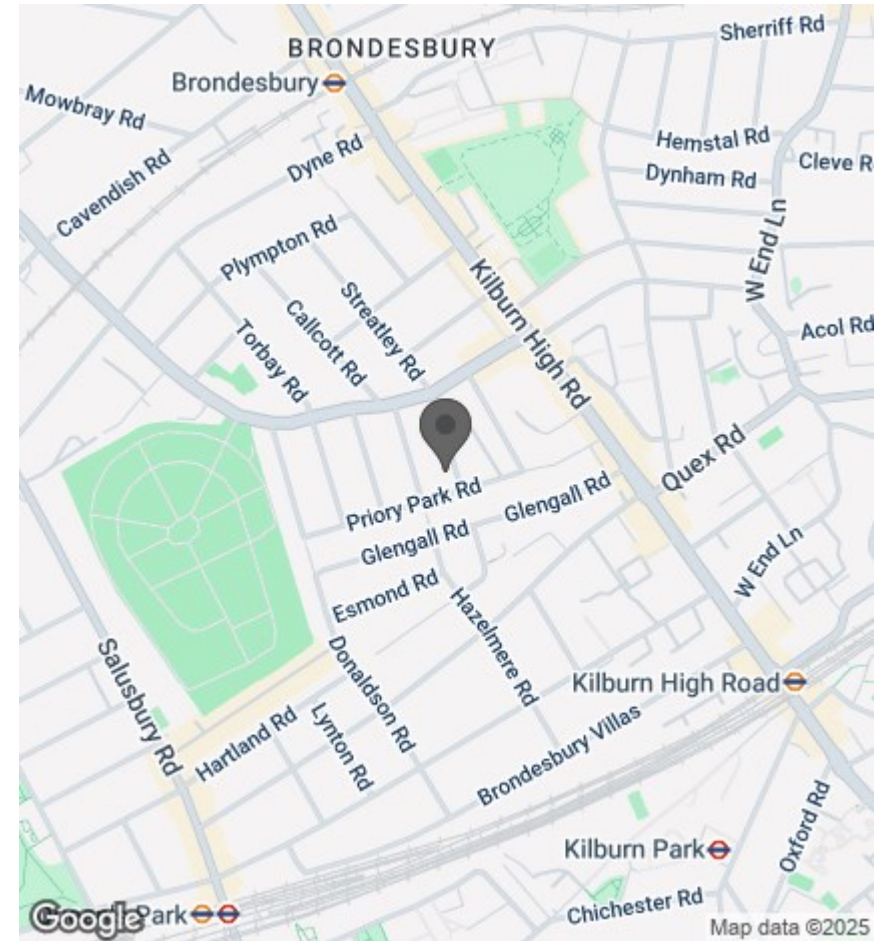 Sherriff Rd
BRONDESBURY
Brondesbury
Mowbray Rd
Hemstal Rd
Dyne Rd
Cleve R
Dynham Rd
Cavendish Rd
W End Ln
Plympton Rd
Kilburn High Rd
Streatley Rd
Callcott Rd
Torbay Rd
Acol Rd
Quex Rd
Priory Park Rd
Glengall Rd
Glengall Rd
W End Ln
Esmond Rd
Hazelmere Rd
Salusbury Rd
Donaldson Rd
Kilburn High Road
Hartland Rd
Lynton Rd
Brondesbury Villas
Oxford Rd
Kilburn Park
Chichester Rd
Google
Park
Map data ©2025